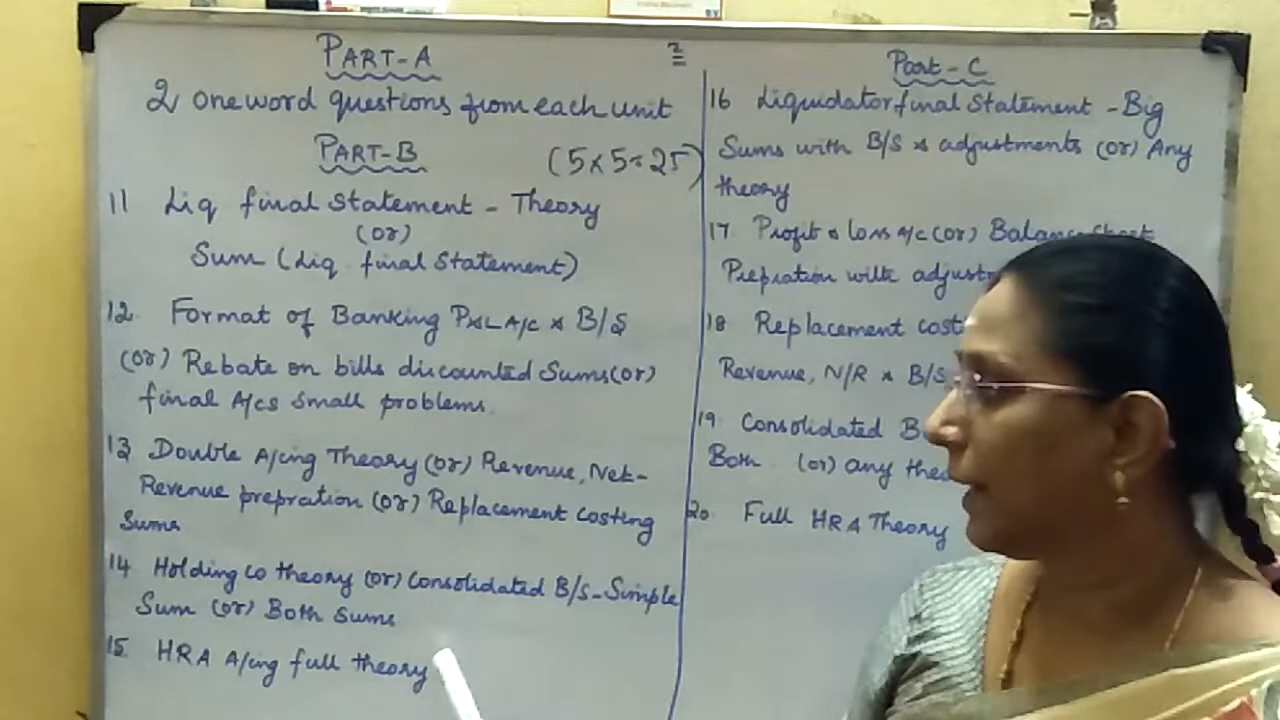 PART-A
2 one word questions from each unit
PART-B
(5x5=25)
11 Liq final statement - Theory
(or)
Sum (Liq. final statement)
12. Format of Banking P&L A/c & B/S
(or) Rebate on bills discounted Sums (or)
final A/cs small problems.
13 Double A/cing Theory (or) Revenue, Net-
Revenue prepration (or) Replacement Costing
Sums
14 Holding Co theory (or) Consolidated B/S - Simple
Sum (or) Both Sums
15. HRA A/cing full theory
2
Part - C
16 Liquidator final Statement - Big
Sums with B/S & adjustments (or) Any
theory
17. Profit & loss A/c (or) Balance Sheet
Prepration with
18 Replacement
Revenue, N/R & B/S
19. Consolidated
Both (or) any
20. Full HRA Theory